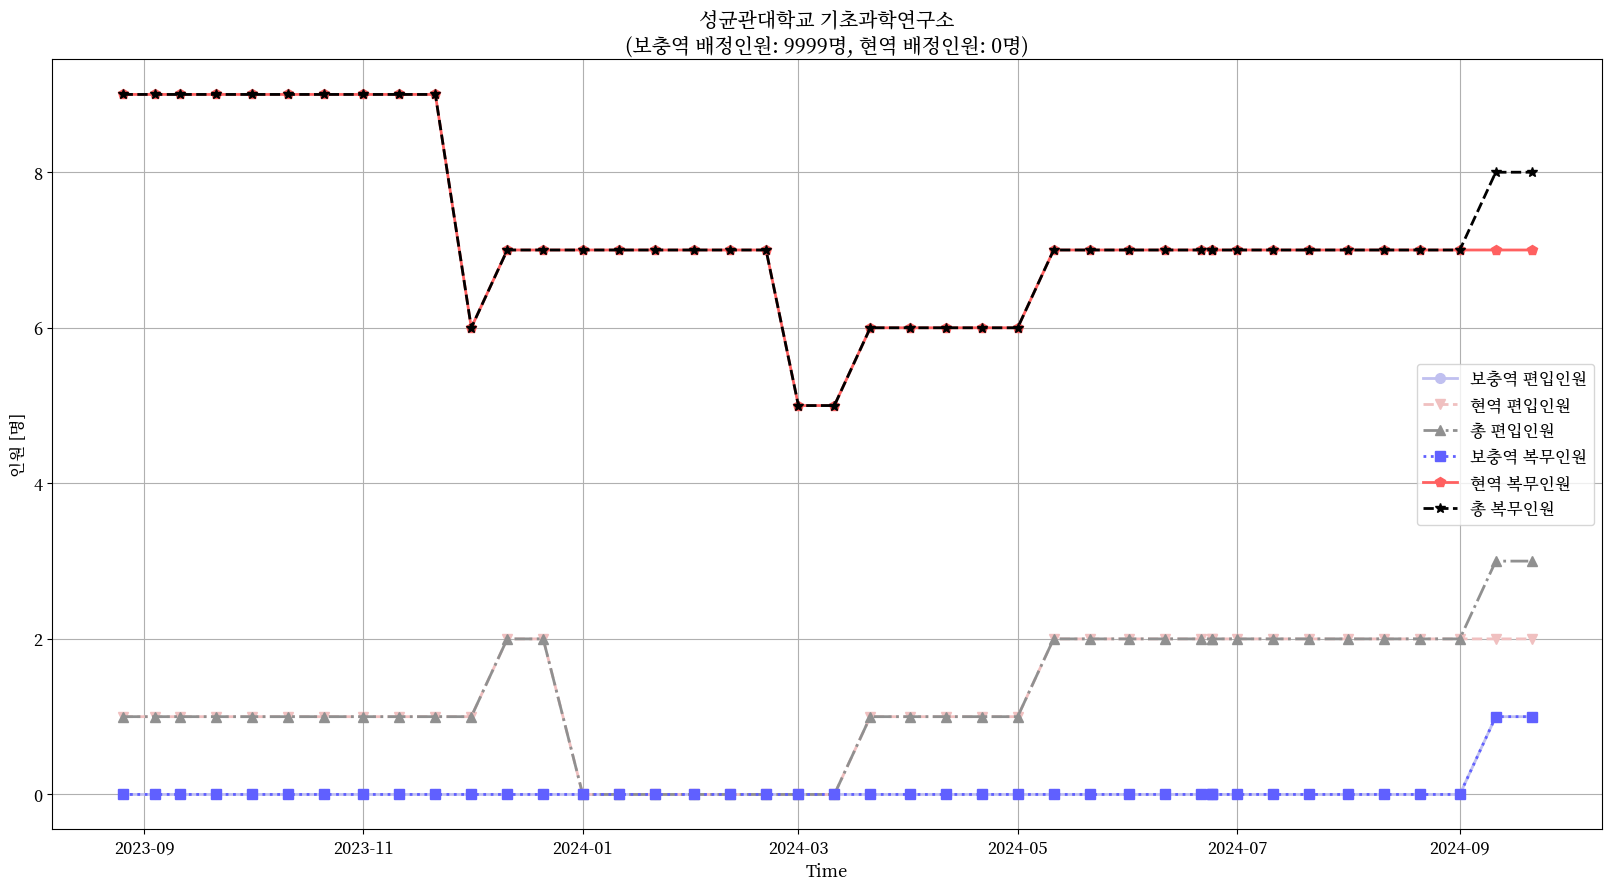 성균관대학교 기초과학연구소
(보충역 배정인원: 9999명, 현역 배정인원: 0명)
인원 [명]
8
6
4
2
0
보충역 편입인원
현역 편입인원
총 편입인원
보충역 복무인원
현역 복무인원
총 복무인원
2023-09
2023-11
2024-01
2024-03
2024-05
2024-07
2024-09
Time